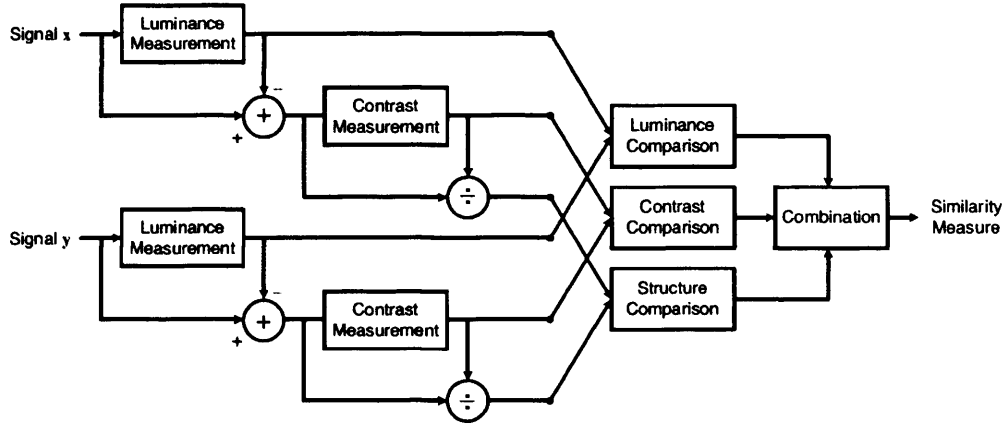 Signal x
Luminance
Measurement
−
+
+
Contrast
Measurement
÷
Signal y
Luminance
Measurement
−
+
+
Contrast
Measurement
÷
Luminance
Comparison
Contrast
Comparison
Structure
Comparison
Combination
Similarity
Measure